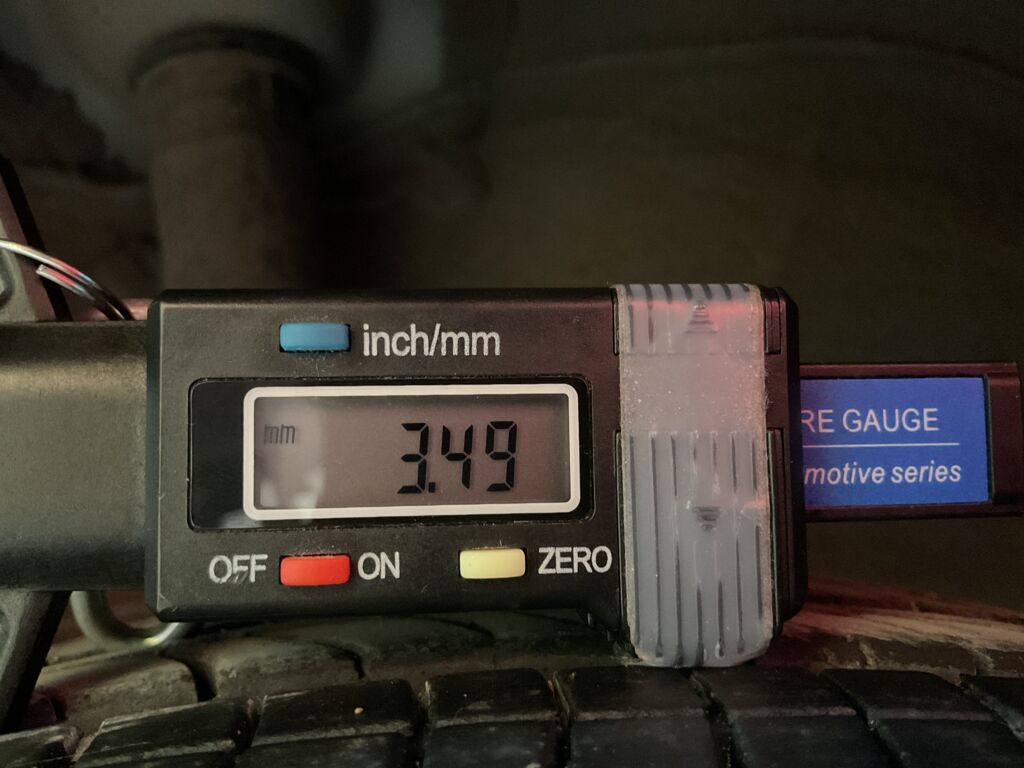 inch/mm
mm
3.49
OFF ON ZERO
RE GAUGE
motive series